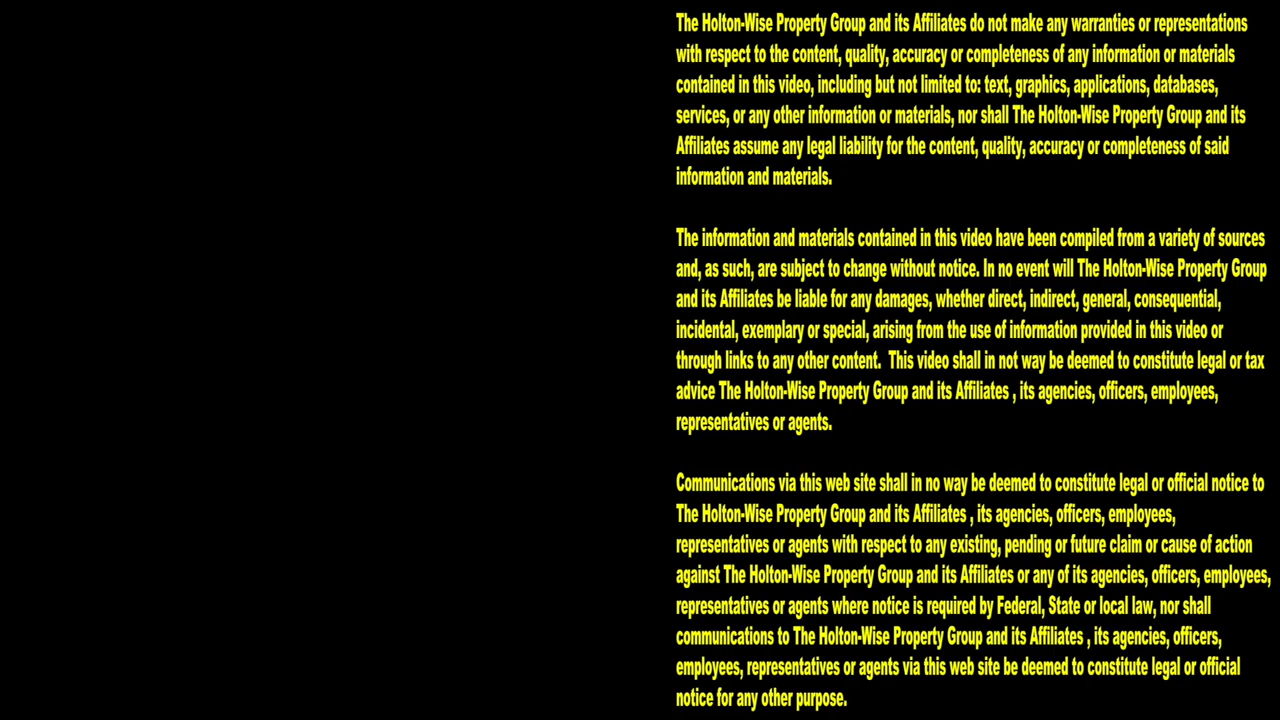 The Holton-Wise Property Group and its Affiliates do not make any warranties or representations
with respect to the content, quality, accuracy or completeness of any information or materials
contained in this video, including but not limited to: text, graphics, applications, databases,
services, or any other information or materials, nor shall The Holton-Wise Property Group and its
Affiliates assume any legal liability for the content, quality, accuracy or completeness of said
information and materials.
The information and materials contained in this video have been compiled from a variety of sources
and, as such, are subject to change without notice. In no event will The Holton-Wise Property Group
and its Affiliates be liable for any damages, whether direct, indirect, general, consequential,
incidental, exemplary or special, arising from the use of information provided in this video or
through links to any other content.  This video shall in not way be deemed to constitute legal or tax
advice The Holton-Wise Property Group and its Affiliates , its agencies, officers, employees,
representatives or agents.
Communications via this web site shall in no way be deemed to constitute legal or official notice to
The Holton-Wise Property Group and its Affiliates , its agencies, officers, employees,
representatives or agents with respect to any existing, pending or future claim or cause of action
against The Holton-Wise Property Group and its Affiliates or any of its agencies, officers, employees,
representatives or agents where notice is required by Federal, State or local law, nor shall
communications to The Holton-Wise Property Group and its Affiliates , its agencies, officers,
employees, representatives or agents via this web site be deemed to constitute legal or official
notice for any other purpose.